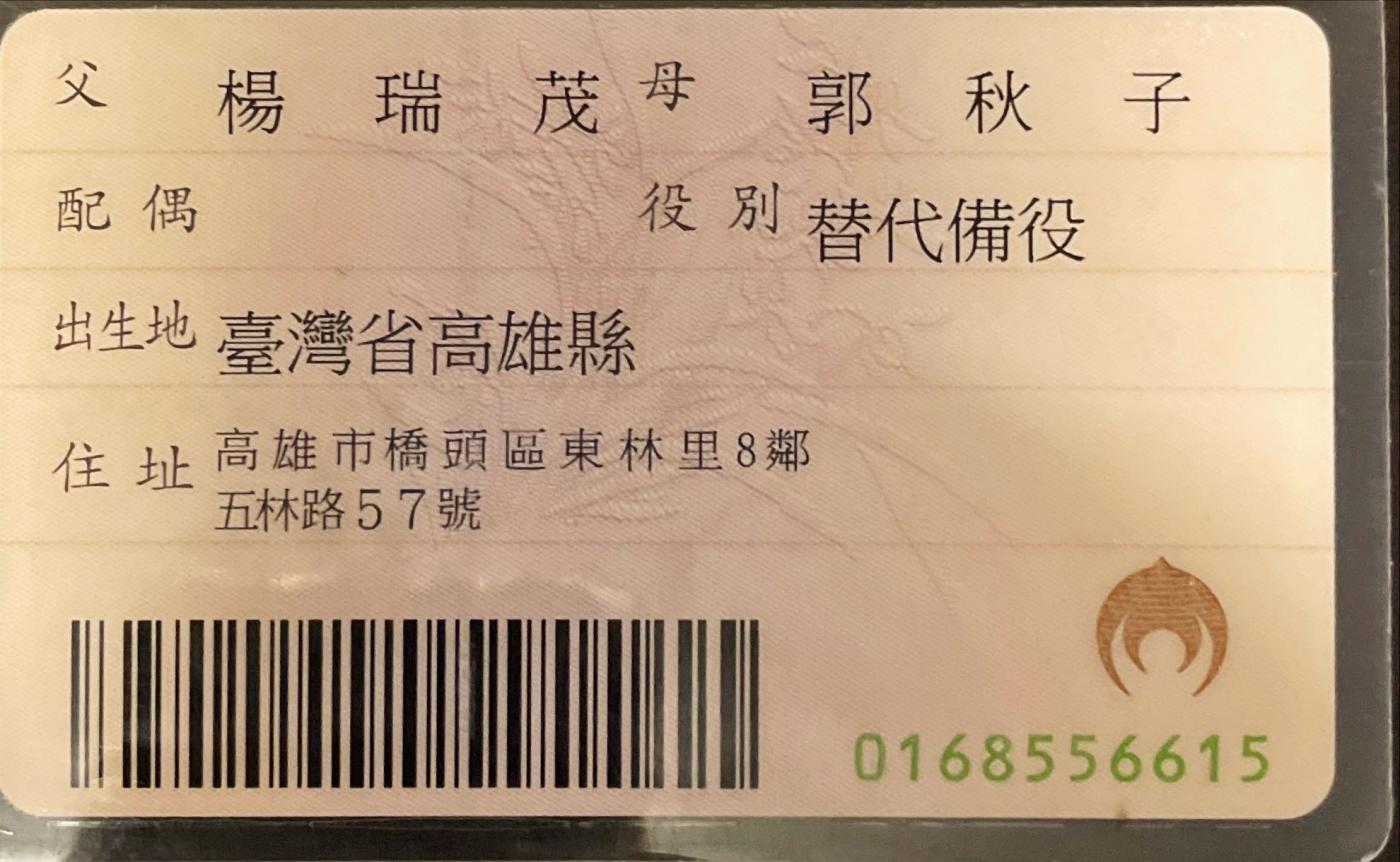 父 楊瑞茂 母 郭秋子
配偶 役別 替代備役
出生地 臺灣省高雄縣
住址 高雄市橋頭區東林里8鄰
五林路57號
0168556615